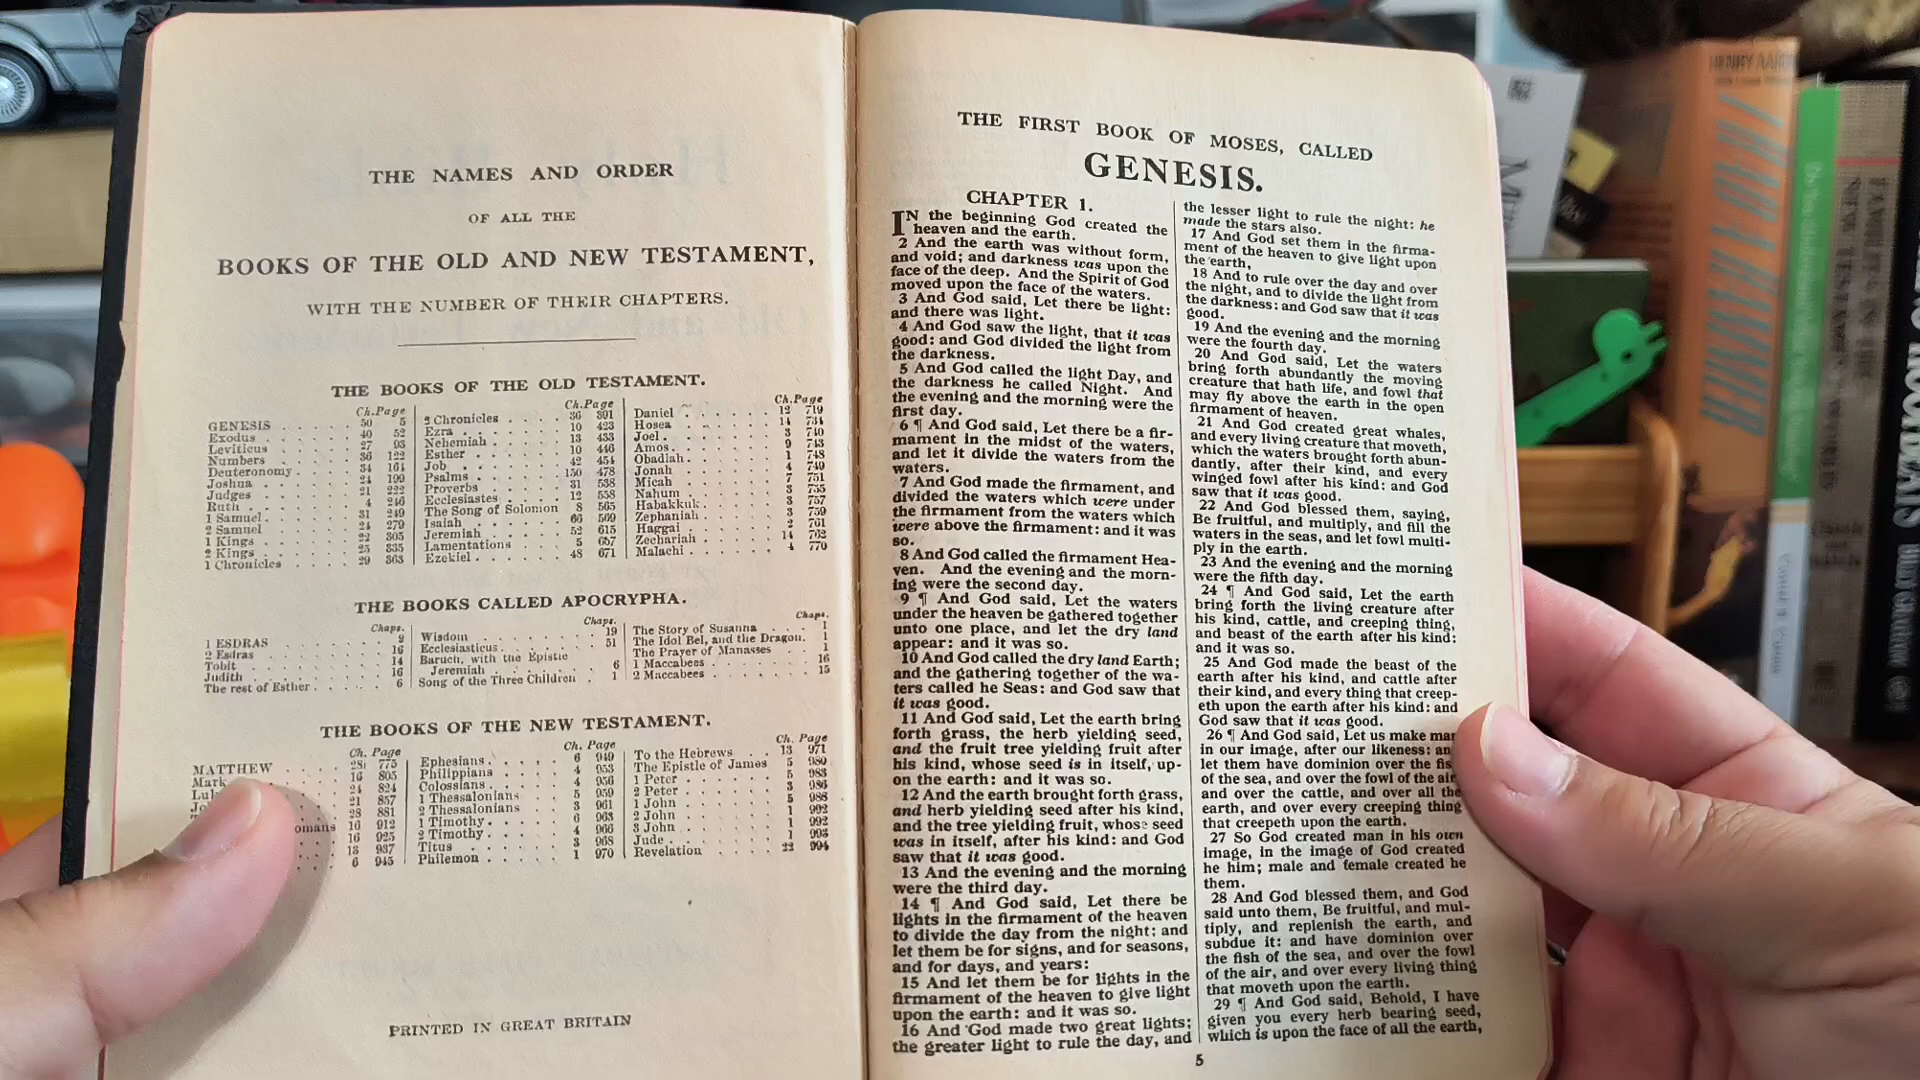 THE NAMES AND ORDER
OF ALL THE
BOOKS OF THE OLD AND NEW TESTAMENT,
WITH THE NUMBER OF THEIR CHAPTERS.
THE BOOKS OF THE OLD TESTAMENT.
Ch. Page
GENESIS . . . . . 50 5
Exodus . . . . . 40 52
Leviticus . . . . . 27 93
Numbers . . . . . 36 122
Deuteronomy . . . . . 34 161
Joshua . . . . . 24 199
Judges . . . . . 21 222
Ruth . . . . . 4 246
1 Samuel . . . . . 31 249
2 Samuel . . . . . 24 279
1 Kings . . . . . 22 305
2 Kings . . . . . 25 335
1 Chronicles . . . . . 29 363
Ch. Page
2 Chronicles . . . . . 36 391
Ezra . . . . . 10 423
Nehemiah . . . . . 13 433
Esther . . . . . 10 446
Job . . . . . 42 454
Psalms . . . . . 150 478
Proverbs . . . . . 31 538
Ecclesiastes . . . . . 12 558
The Song of Solomon 8 565
Isaiah . . . . . 66 569
Jeremiah . . . . . 52 615
Lamentations . . . . . 5 667
Ezekiel . . . . . 48 671
Ch. Page
Daniel . . . . . 12 719
Hosea . . . . . 14 734
Joel . . . . . 3 740
Amos . . . . . 9 743
Obadiah . . . . . 1 748
Jonah . . . . . 4 749
Micah . . . . . 7 751
Nahum . . . . . 3 755
Habakkuk . . . . . 3 757
Zephaniah . . . . . 3 759
Haggai . . . . . 2 761
Zechariah . . . . . 14 762
Malachi . . . . . 4 770
THE BOOKS CALLED APOCRYPHA.
Chaps.
1 ESDRAS . . . . . 9
2 Esdras . . . . . 16
Tobit . . . . . 14
Judith . . . . . 16
The rest of Esther . . . . . 6
Chaps.
Wisdom . . . . . 19
Ecclesiasticus . . . . . 51
Baruch, with the Epistle
Jeremiah . . . . . 6
Song of the Three Children . 1
Chaps.
The Story of Susanna . . . 1
The Idol Bel, and the Dragon. 1
The Prayer of Manasses . . 1
1 Maccabees . . . . . 16
2 Maccabees . . . . . 15
THE BOOKS OF THE NEW TESTAMENT.
Ch. Page
MATTHEW . . . . 28 775
Mark 16 805
24 824
21 857
28 881
omans 16 912
16 925
13 937
6 945
Ch. Page
Ephesians . . . . . 6 949
Philippians . . . . 4 953
Colossians . . . . 4 956
1 Thessalonians . . . 5 959
2 Thessalonians . . . 3 961
1 Timothy . . . . . 6 963
2 Timothy . . . . . 4 966
Titus . . . . . 3 968
Philemon . . . . . 1 970
Ch. Page
To the Hebrews . . 13 971
The Epistle of James 5 980
1 Peter . . . . . 5 983
2 Peter . . . . . 3 986
1 John . . . . . 5 988
2 John . . . . . 1 992
3 John . . . . . 1 992
Jude . . . . . 1 993
Revelation . . . . 22 994
PRINTED IN GREAT BRITAIN
THE FIRST BOOK OF MOSES, CALLED
GENESIS.
CHAPTER 1.
IN the beginning God created the
heaven and the earth.
2 And the earth was without form,
and void; and darkness was upon the
face of the deep. And the Spirit of God
moved upon the face of the waters.
3 And God said, Let there be light:
and there was light.
4 And God saw the light, that it was
good: and God divided the light from
the darkness.
5 And God called the light Day, and
the darkness he called Night. And
the evening and the morning were the
first day.
6 ¶ And God said, Let there be a fir-
mament in the midst of the waters,
and let it divide the waters from the
waters.
7 And God made the firmament, and
divided the waters which were under
the firmament from the waters which
were above the firmament: and it was
so.
8 And God called the firmament Hea-
ven. And the evening and the morn-
ing were the second day.
9 ¶ And God said, Let the waters
under the heaven be gathered together
unto one place, and let the dry land
appear: and it was so.
10 And God called the dry land Earth;
and the gathering together of the wa-
ters called he Seas: and God saw that
it was good.
11 And God said, Let the earth bring
forth grass, the herb yielding seed,
and the fruit tree yielding fruit after
his kind, whose seed is in itself, up-
on the earth: and it was so.
12 And the earth brought forth grass,
and herb yielding seed after his kind,
and the tree yielding fruit, whose seed
was in itself, after his kind: and God
saw that it was good.
13 And the evening and the morning
were the third day.
14 ¶ And God said, Let there be
lights in the firmament of the heaven
to divide the day from the night; and
let them be for signs, and for seasons,
and for days, and years:
15 And let them be for lights in the
firmament of the heaven to give light
upon the earth: and it was so.
16 And God made two great lights;
the greater light to rule the day, and
the lesser light to rule the night: he
made the stars also.
17 And God set them in the firma-
ment of the heaven to give light upon
the earth,
18 And to rule over the day and over
the night, and to divide the light from
the darkness: and God saw that it was
good.
19 And the evening and the morning
were the fourth day.
20 And God said, Let the waters
bring forth abundantly the moving
creature that hath life, and fowl that
may fly above the earth in the open
firmament of heaven.
21 And God created great whales,
and every living creature that moveth,
which the waters brought forth abun-
dantly, after their kind, and every
winged fowl after his kind: and God
saw that it was good.
22 And God blessed them, saying,
Be fruitful, and multiply, and fill the
waters in the seas, and let fowl multi-
ply in the earth.
23 And the evening and the morning
were the fifth day.
24 ¶ And God said, Let the earth
bring forth the living creature after
his kind, cattle, and creeping thing,
and beast of the earth after his kind:
and it was so.
25 And God made the beast of the
earth after his kind, and cattle after
their kind, and every thing that creep-
eth upon the earth after his kind: and
God saw that it was good.
26 ¶ And God said, Let us make man
in our image, after our likeness: an
let them have dominion over the fis
of the sea, and over the fowl of the air
and over the cattle, and over all the
earth, and over every creeping thing
that creepeth upon the earth.
27 So God created man in his own
image, in the image of God created
he him; male and female created he
them.
28 And God blessed them, and God
said unto them, Be fruitful, and mul-
tiply, and replenish the earth, and
subdue it: and have dominion over
the fish of the sea, and over the fowl
of the air, and over every living thing
that moveth upon the earth.
29 ¶ And God said, Behold, I have
given you every herb bearing seed,
which is upon the face of all the earth,
5
HENRY AARON